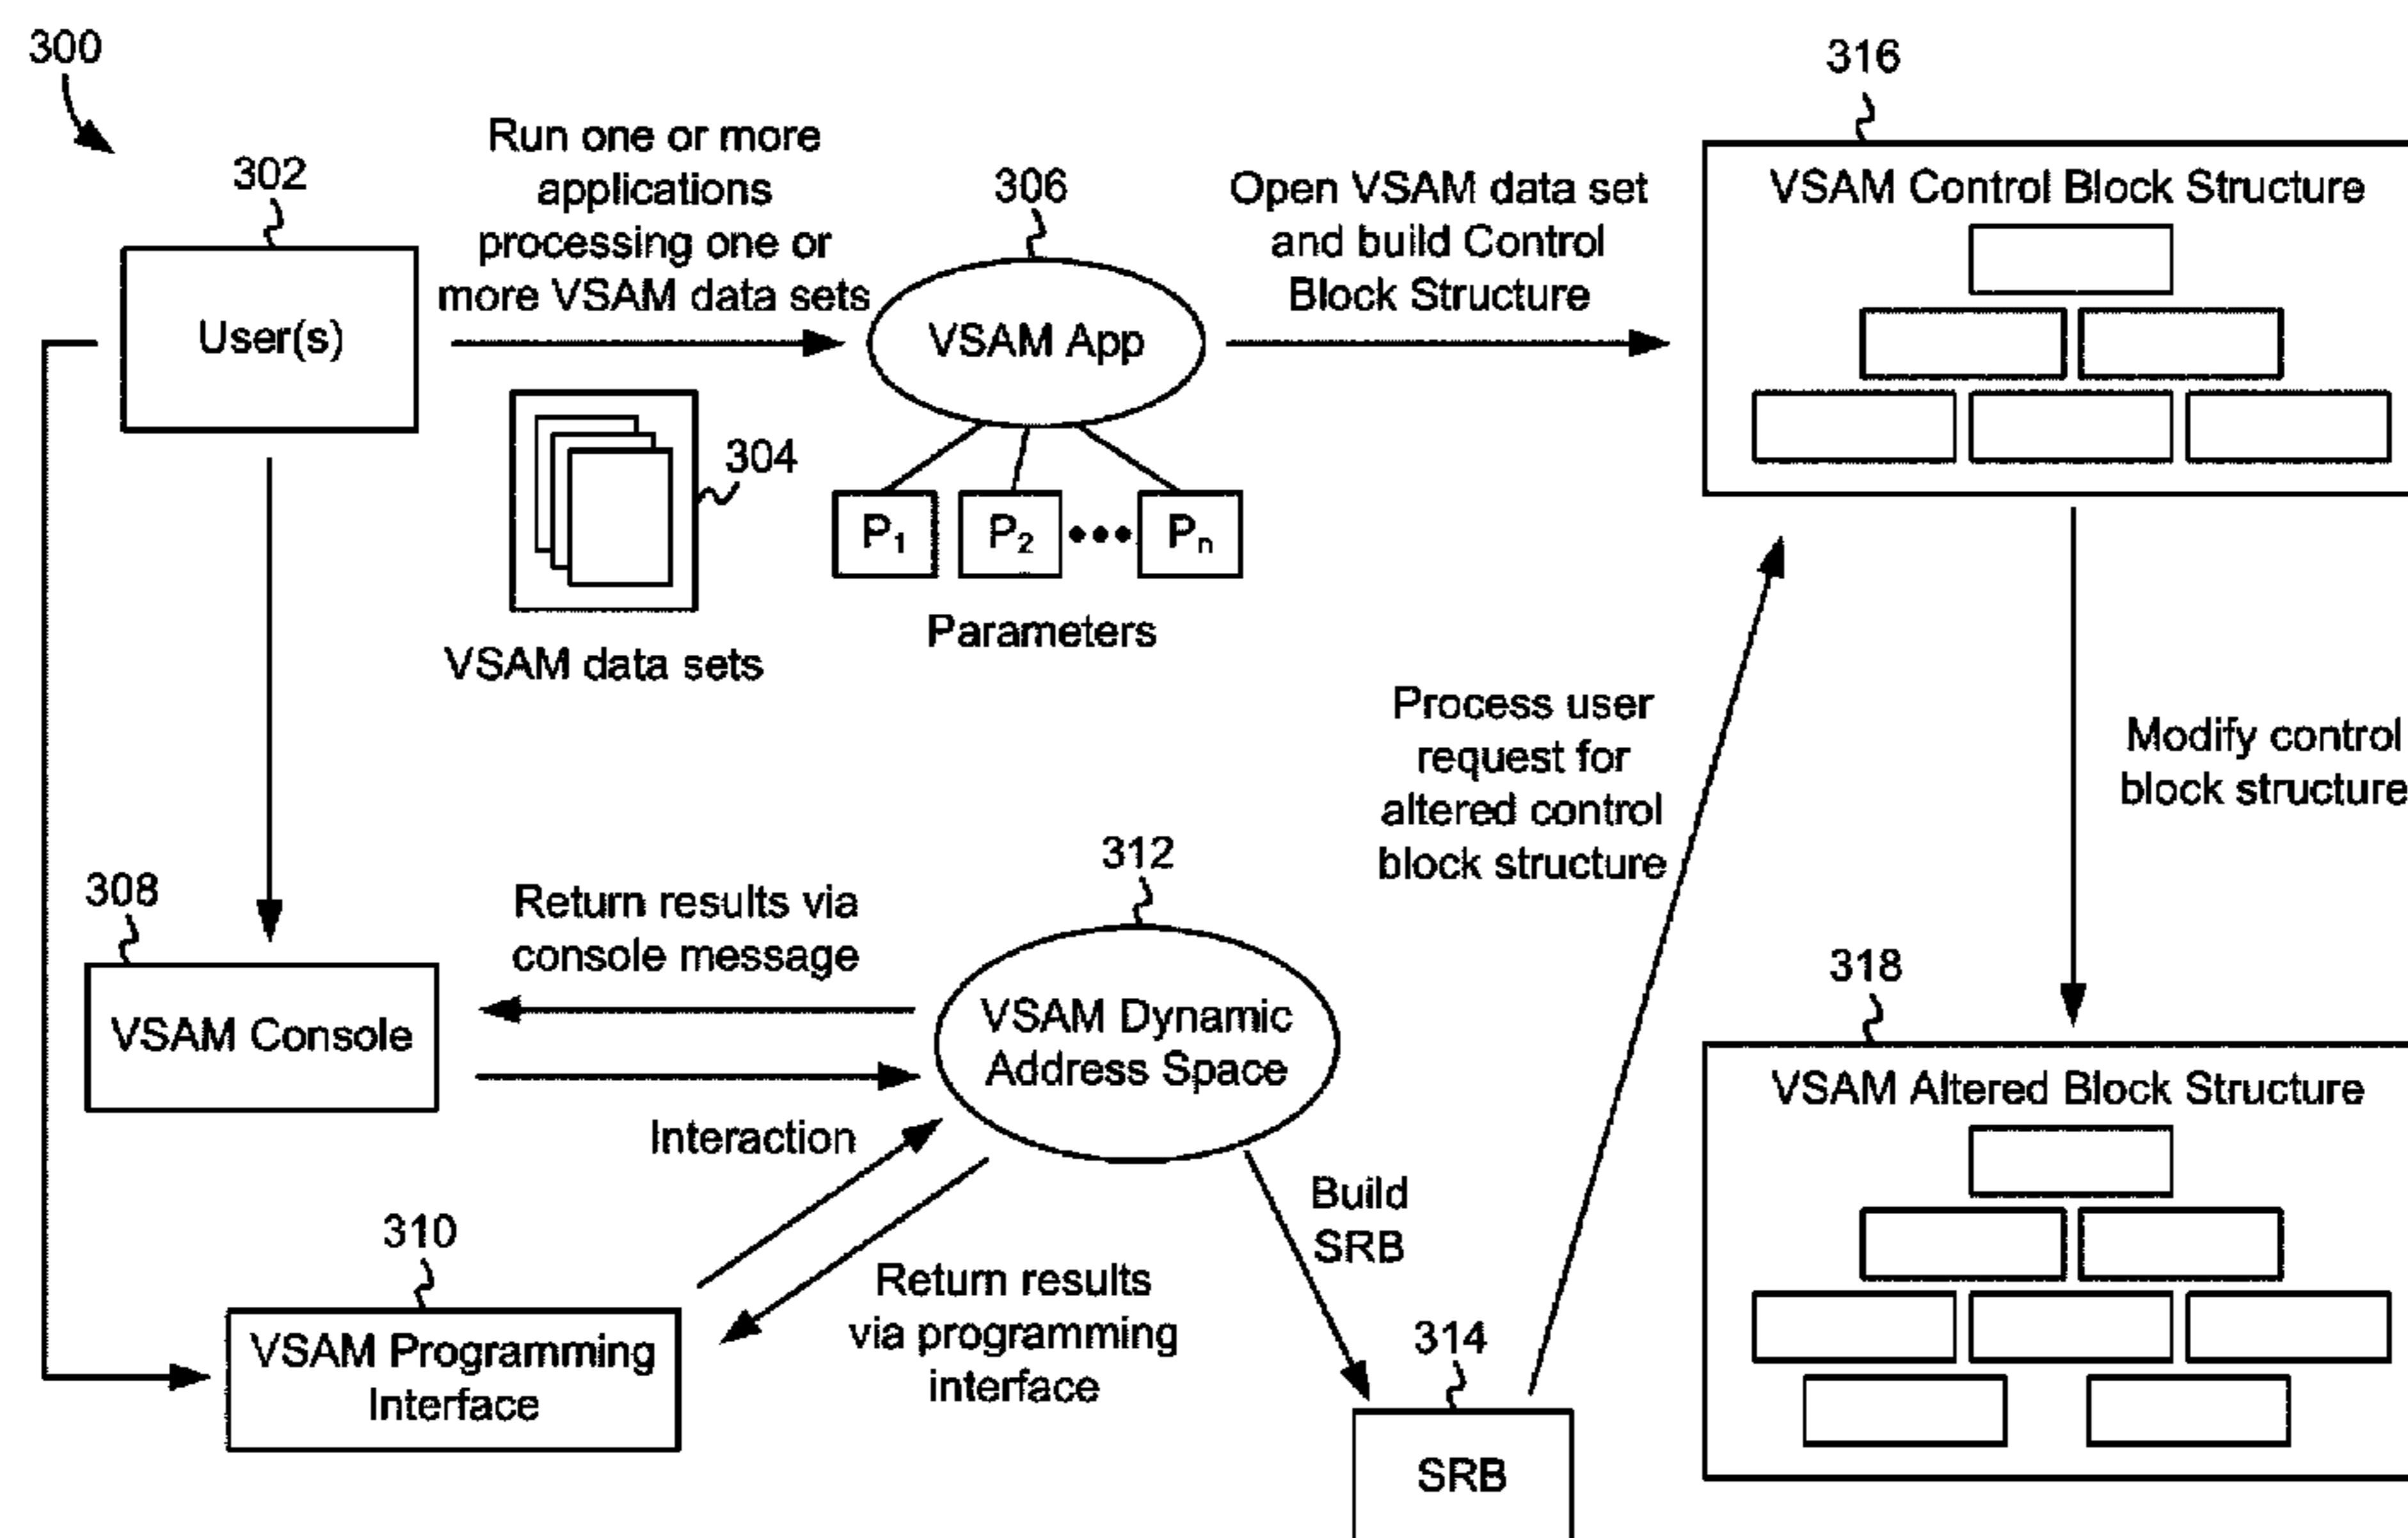 300
302
Run one or more
applications
processing one or
more VSAM data sets
User(s)
304
VSAM data sets
306
VSAM App
P1
P2
•••
Pn
Parameters
Open VSAM data set
and build Control
Block Structure
316
VSAM Control Block Structure
Process user
request for
altered control
block structure
Modify control
block structure
308
VSAM Console
Return results via
console message
Interaction
312
VSAM Dynamic
Address Space
310
VSAM Programming
Interface
Return results
via programming
interface
Build
SRB
314
SRB
318
VSAM Altered Block Structure